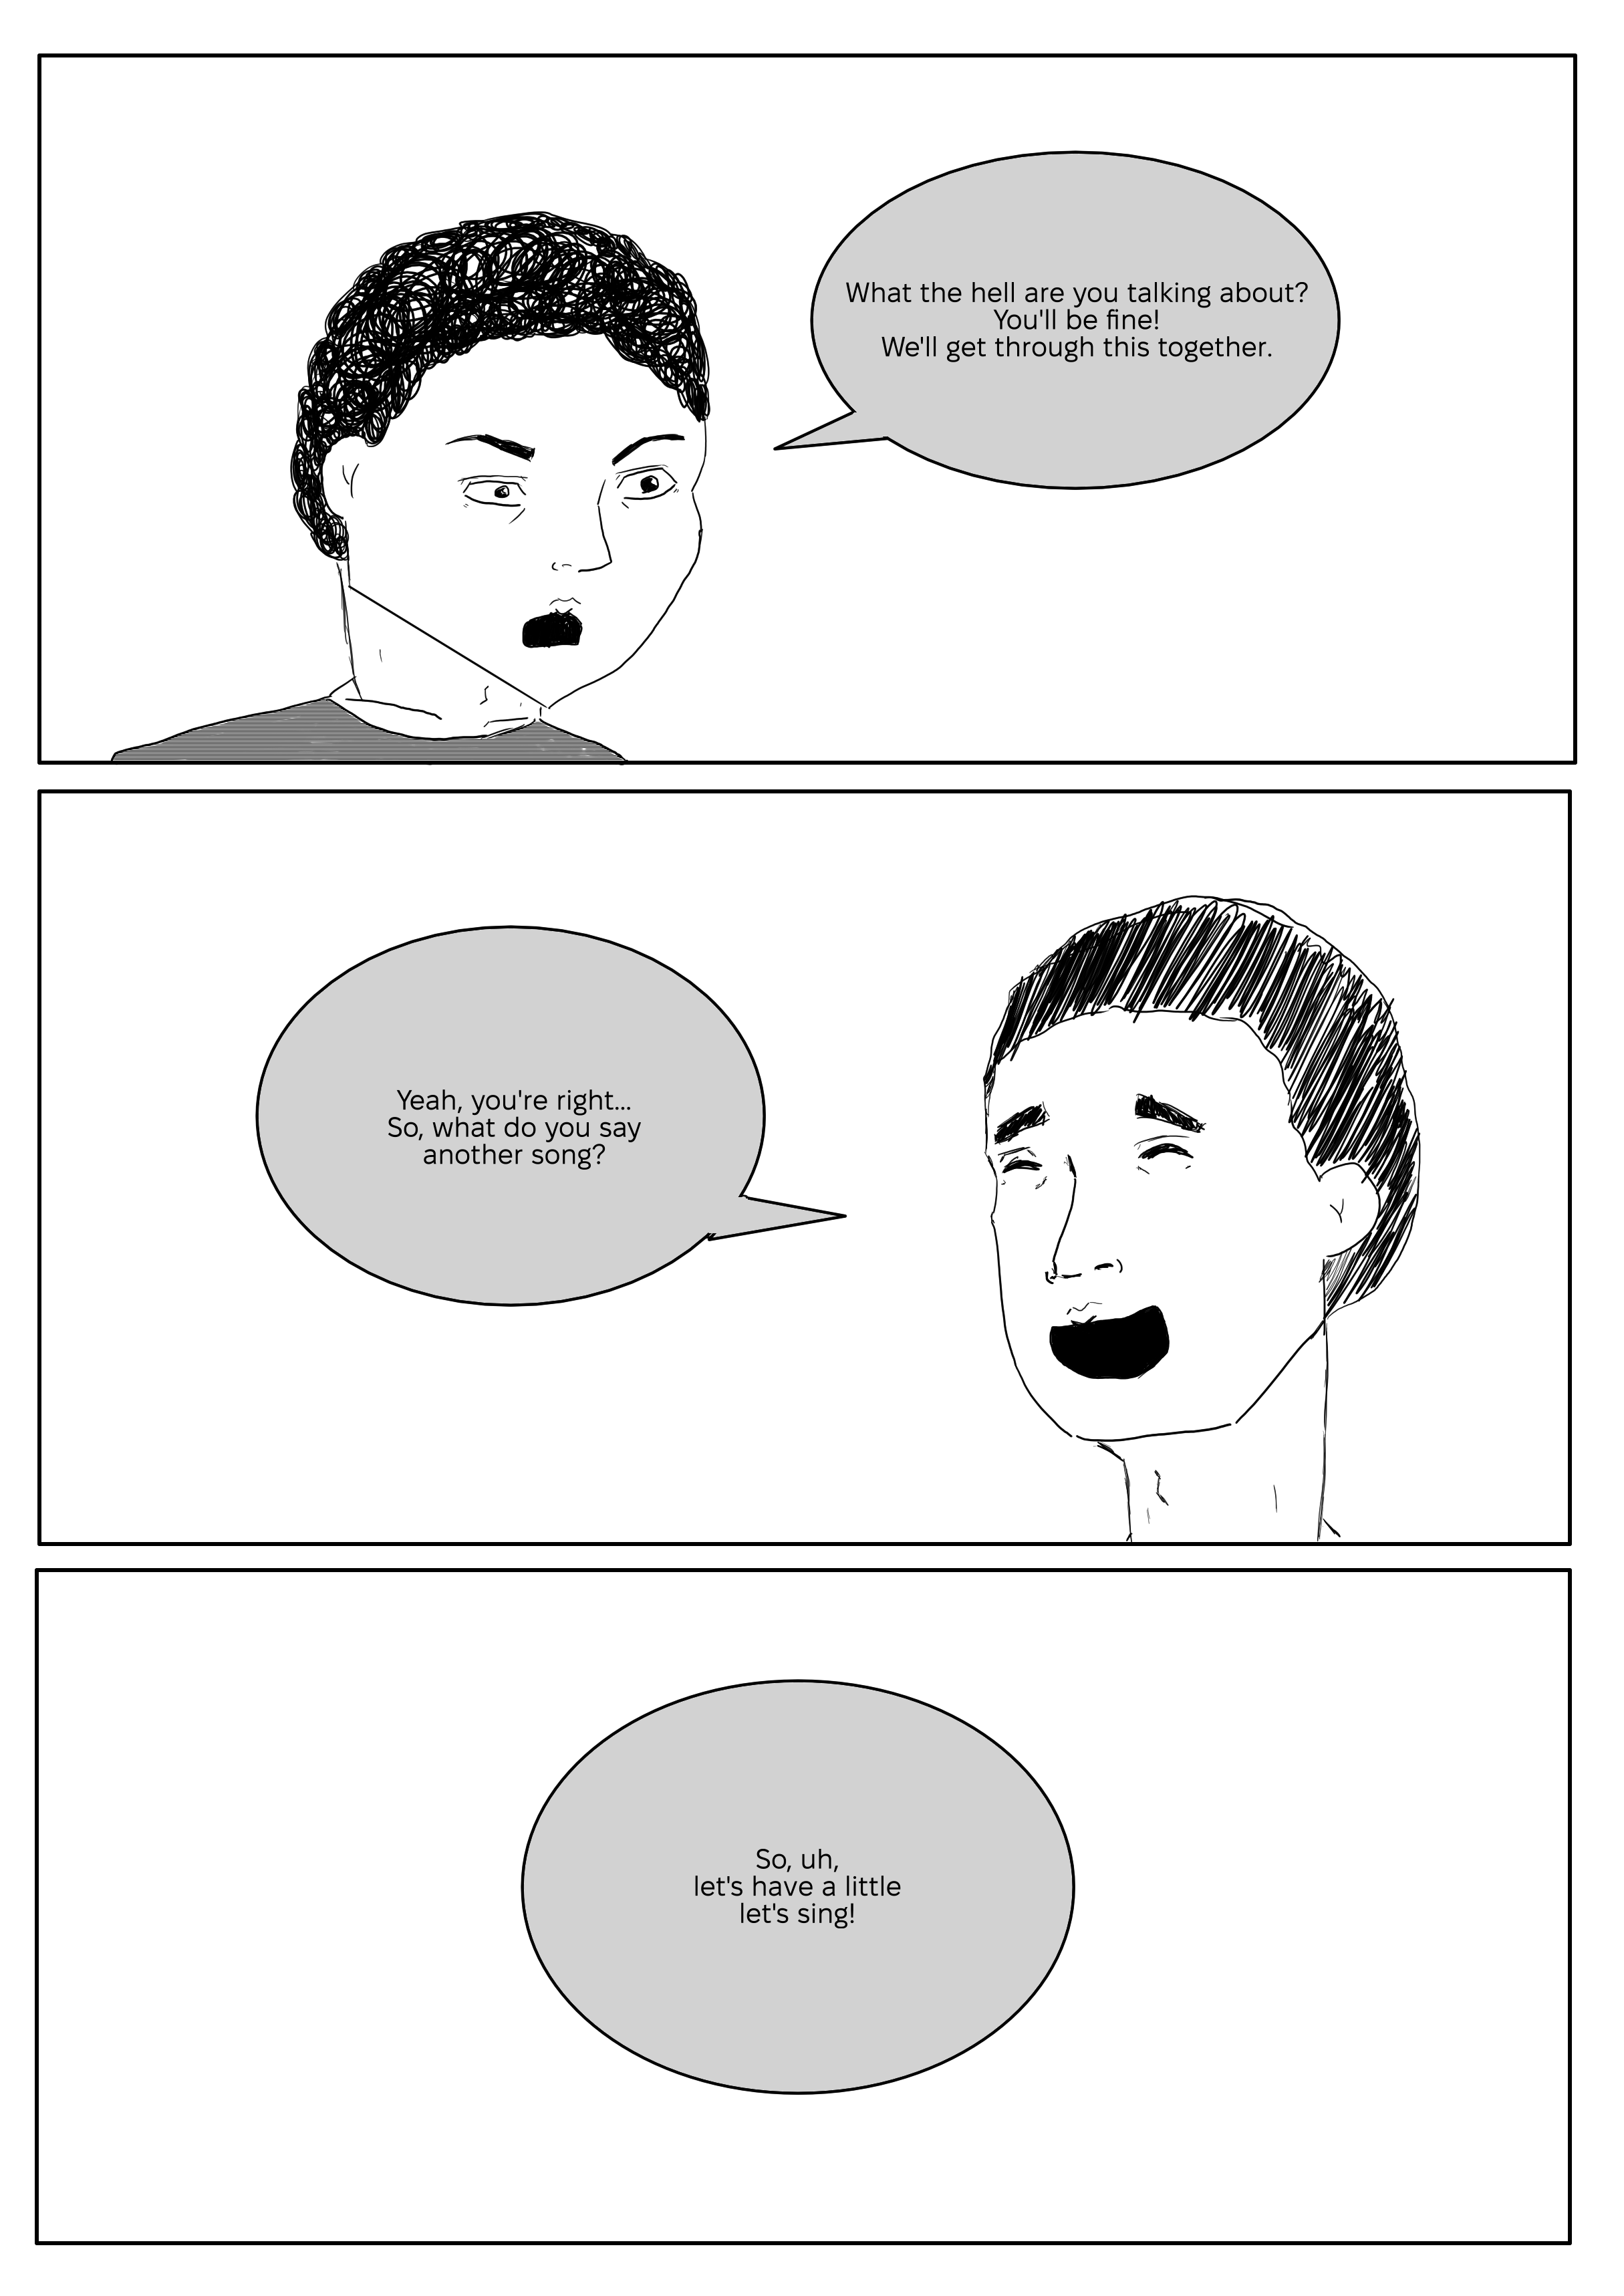 What the hell are you talking about?
You'll be fine!
We'll get through this together.
Yeah, you're right...
So, what do you say
another song?
So, uh,
let's have a little
let's sing!